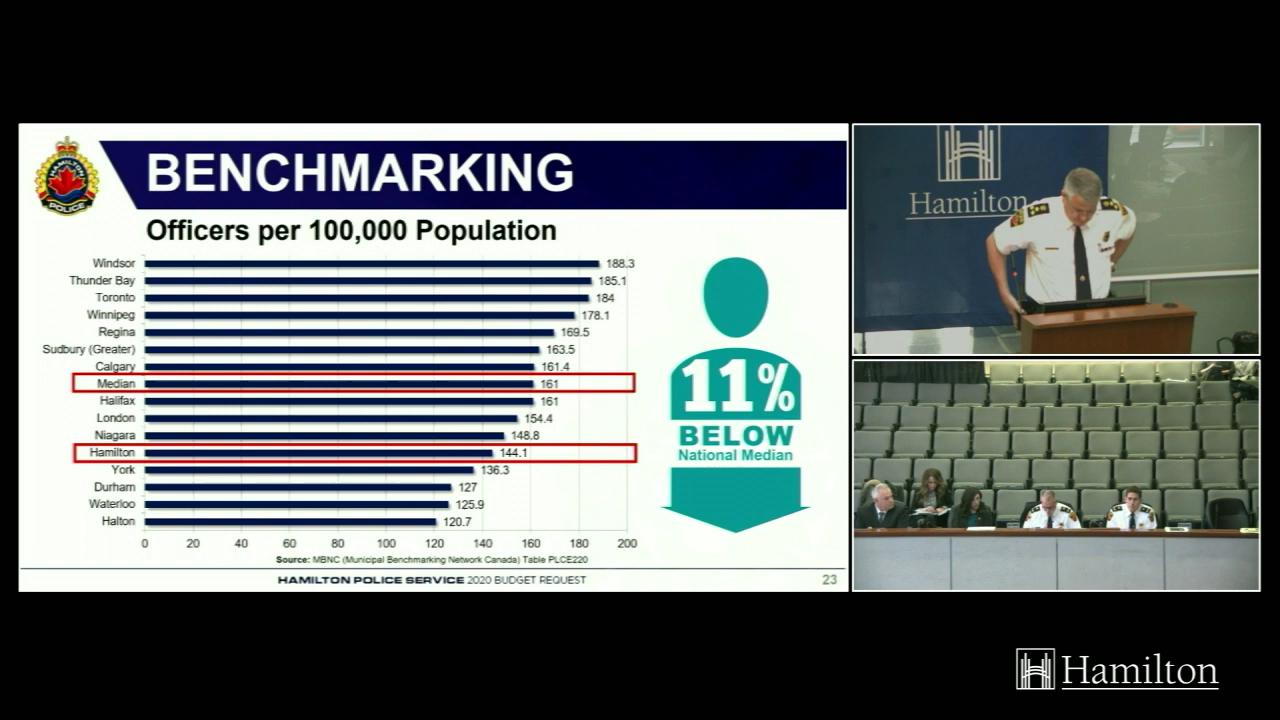 BENCHMARKING
HAMILTON
POLICE
Officers per 100,000 Population
Windsor 188.3
Thunder Bay 185.1
Toronto 184
Winnipeg 178.1
Regina 169.5
Sudbury (Greater) 163.5
Calgary 161.4
Median 161
Halifax 161
London 154.4
Niagara 148.8
Hamilton 144.1
York 136.3
Durham 127
Waterloo 125.9
Halton 120.7
0 20 40 60 80 100 120 140 160 180 200
Source: MBNC (Municipal Benchmarking Network Canada) Table PLCE220
11%
BELOW
National Median
HAMILTON POLICE SERVICE 2020 BUDGET REQUEST
23
Hamilton
Hamilton